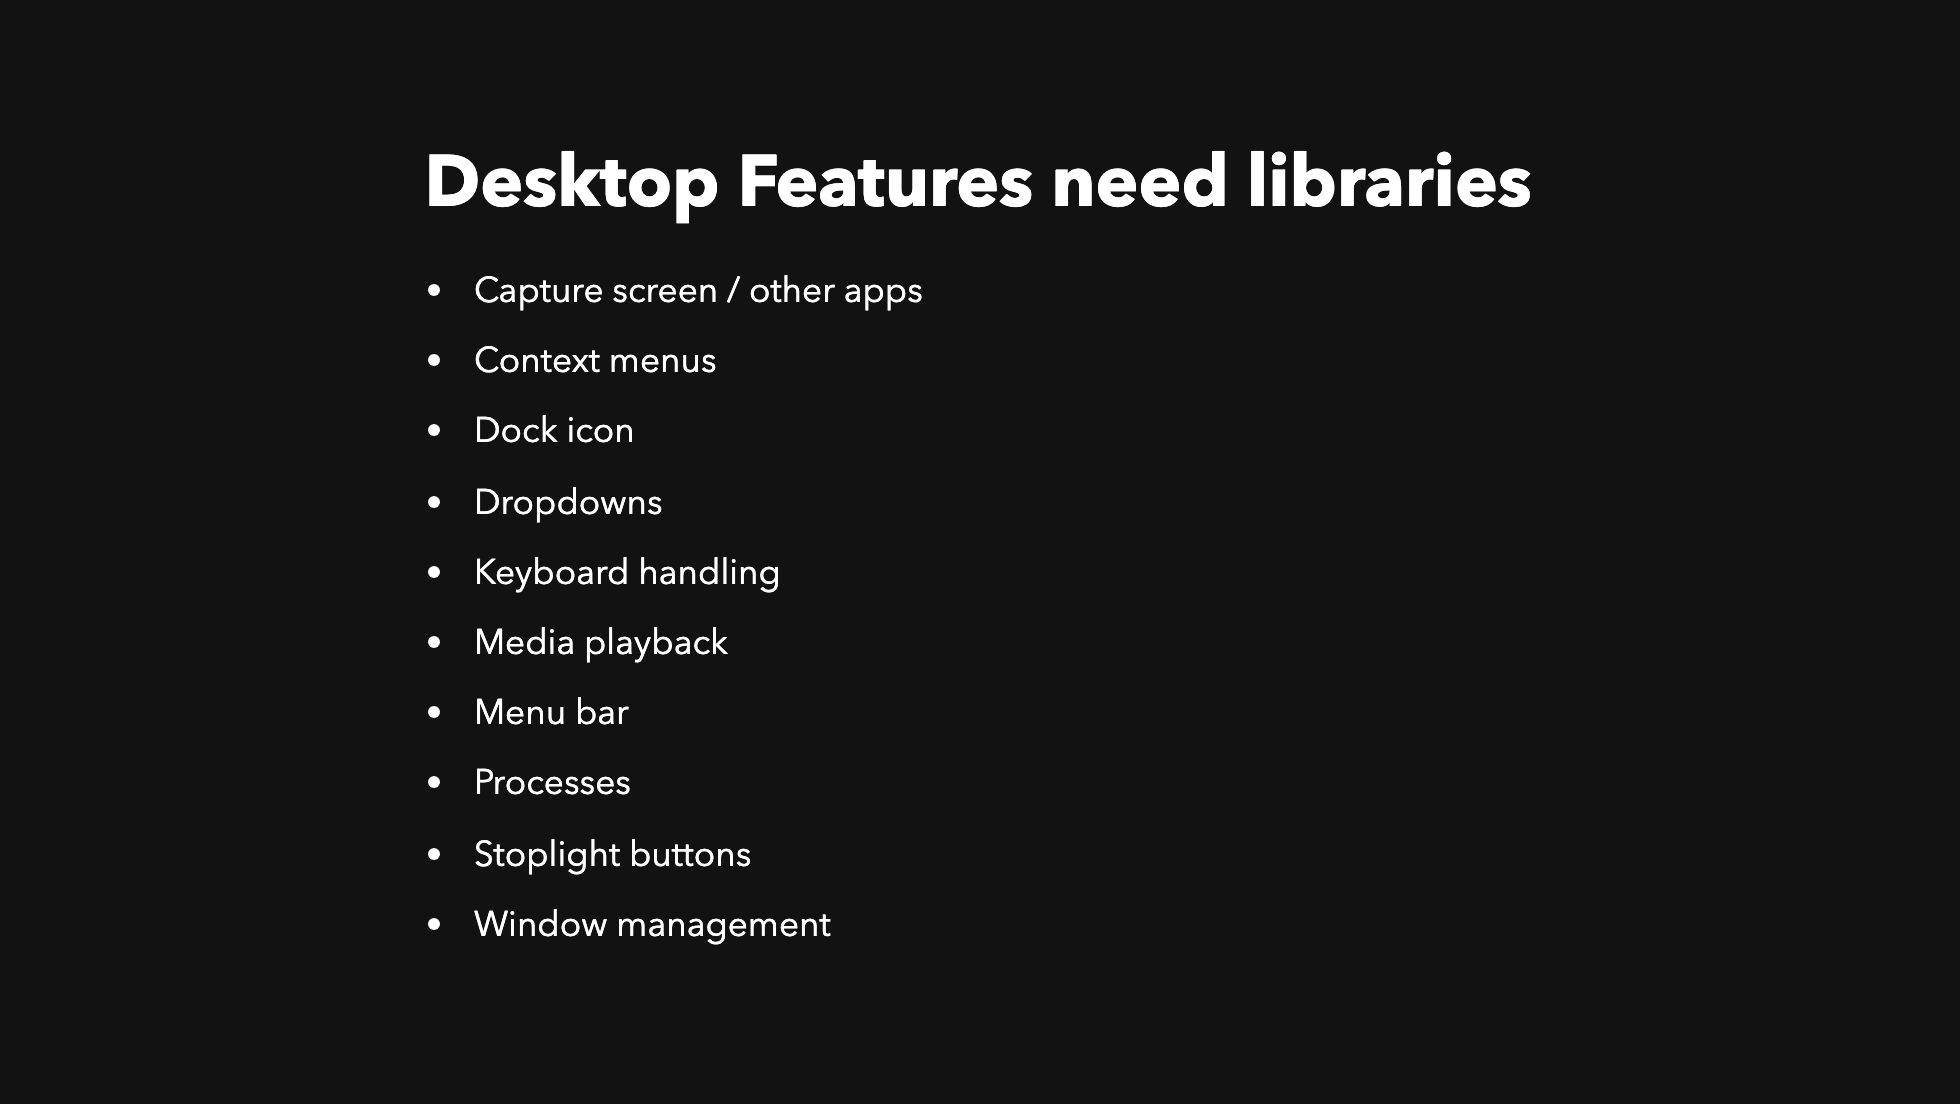 Desktop Features need libraries
• Capture screen / other apps
• Context menus
• Dock icon
• Dropdowns
• Keyboard handling
• Media playback
• Menu bar
• Processes
• Stoplight buttons
• Window management